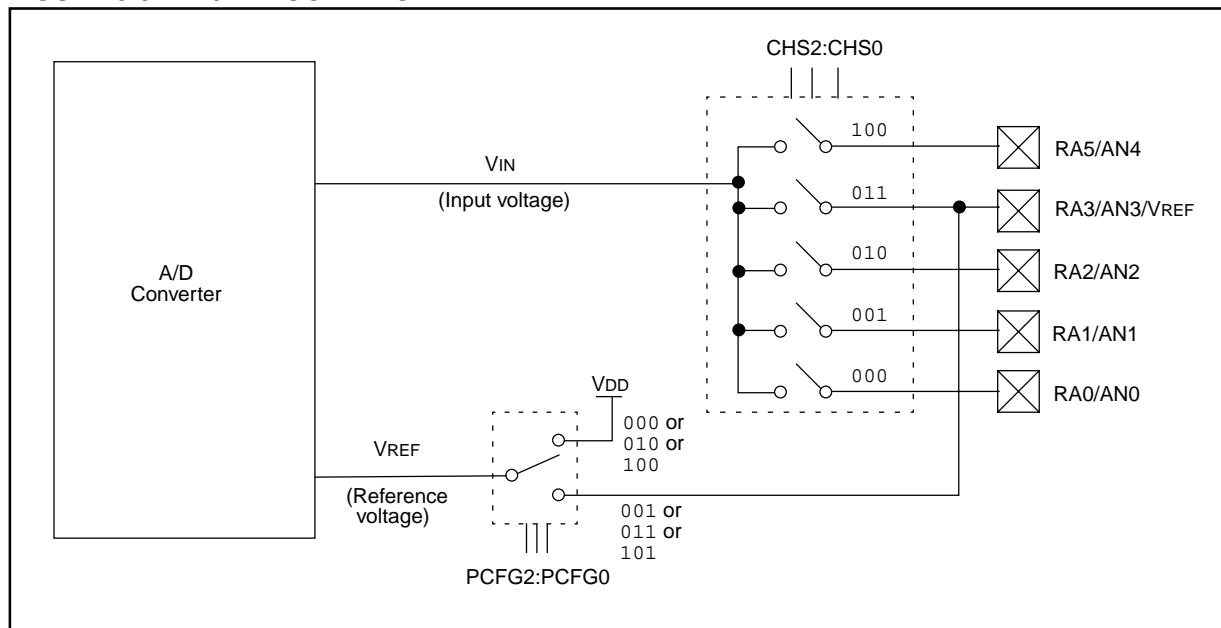 CHS2:CHS0
100
RA5/AN4
VIN
(Input voltage)
011
RA3/AN3/VREF
A/D
Converter
010
RA2/AN2
001
RA1/AN1
000
RA0/AN0
VDD
000 or
010 or
100
VREF
(Reference
voltage)
001 or
011 or
101
PCFG2:PCFG0